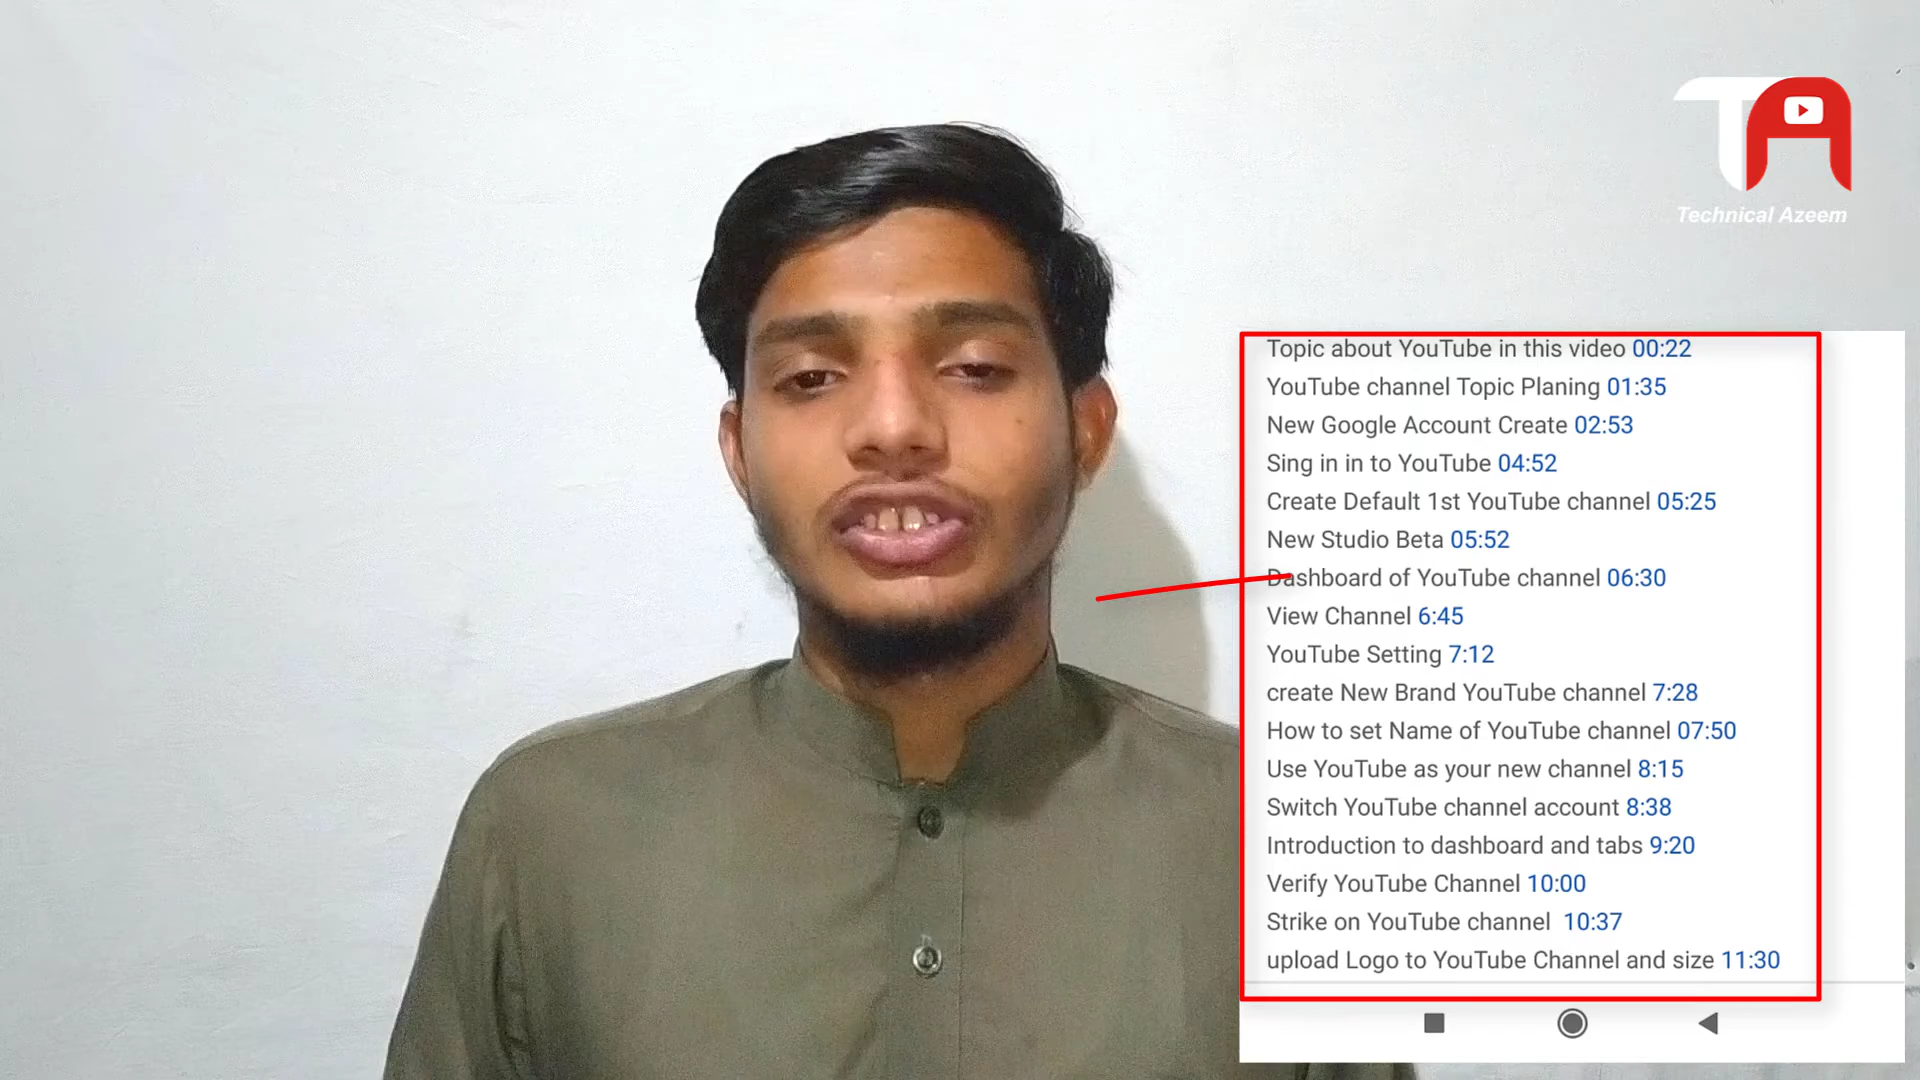 TA
Technical Azeem
Topic about YouTube in this video 00:22
YouTube channel Topic Planing 01:35
New Google Account Create 02:53
Sing in in to YouTube 04:52
Create Default 1st YouTube channel 05:25
New Studio Beta 05:52
Dashboard of YouTube channel 06:30
View Channel 6:45
YouTube Setting 7:12
create New Brand YouTube channel 7:28
How to set Name of YouTube channel 07:50
Use YouTube as your new channel 8:15
Switch YouTube channel account 8:38
Introduction to dashboard and tabs 9:20
Verify YouTube Channel 10:00
Strike on YouTube channel  10:37
upload Logo to YouTube Channel and size 11:30